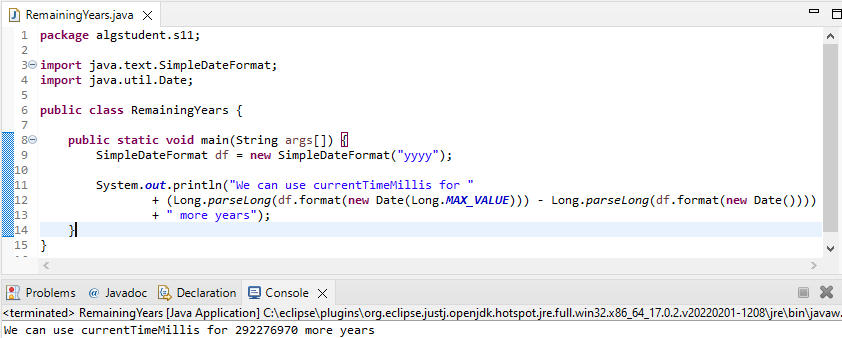 RemainingYears.java
1 package algstudent.s11;
2
3 import java.text.SimpleDateFormat;
4 import java.util.Date;
5
6 public class RemainingYears {
7
8 public static void main(String args[]) {
9 SimpleDateFormat df = new SimpleDateFormat("yyyy");
10
11 System.out.println("We can use currentTimeMillis for "
12 + (Long.parseLong(df.format(new Date(Long.MAX_VALUE))) - Long.parseLong(df.format(new Date())))
13 + " more years");
14 }
15 }
Problems @ Javadoc Declaration Console
<terminated> RemainingYears [Java Application] C:\eclipse\plugins\org.eclipse.justj.openjdk.hotspot.jre.full.win32.x86_64_17.0.2.v20220201-1208\jre\bin\javaw.
We can use currentTimeMillis for 292276970 more years